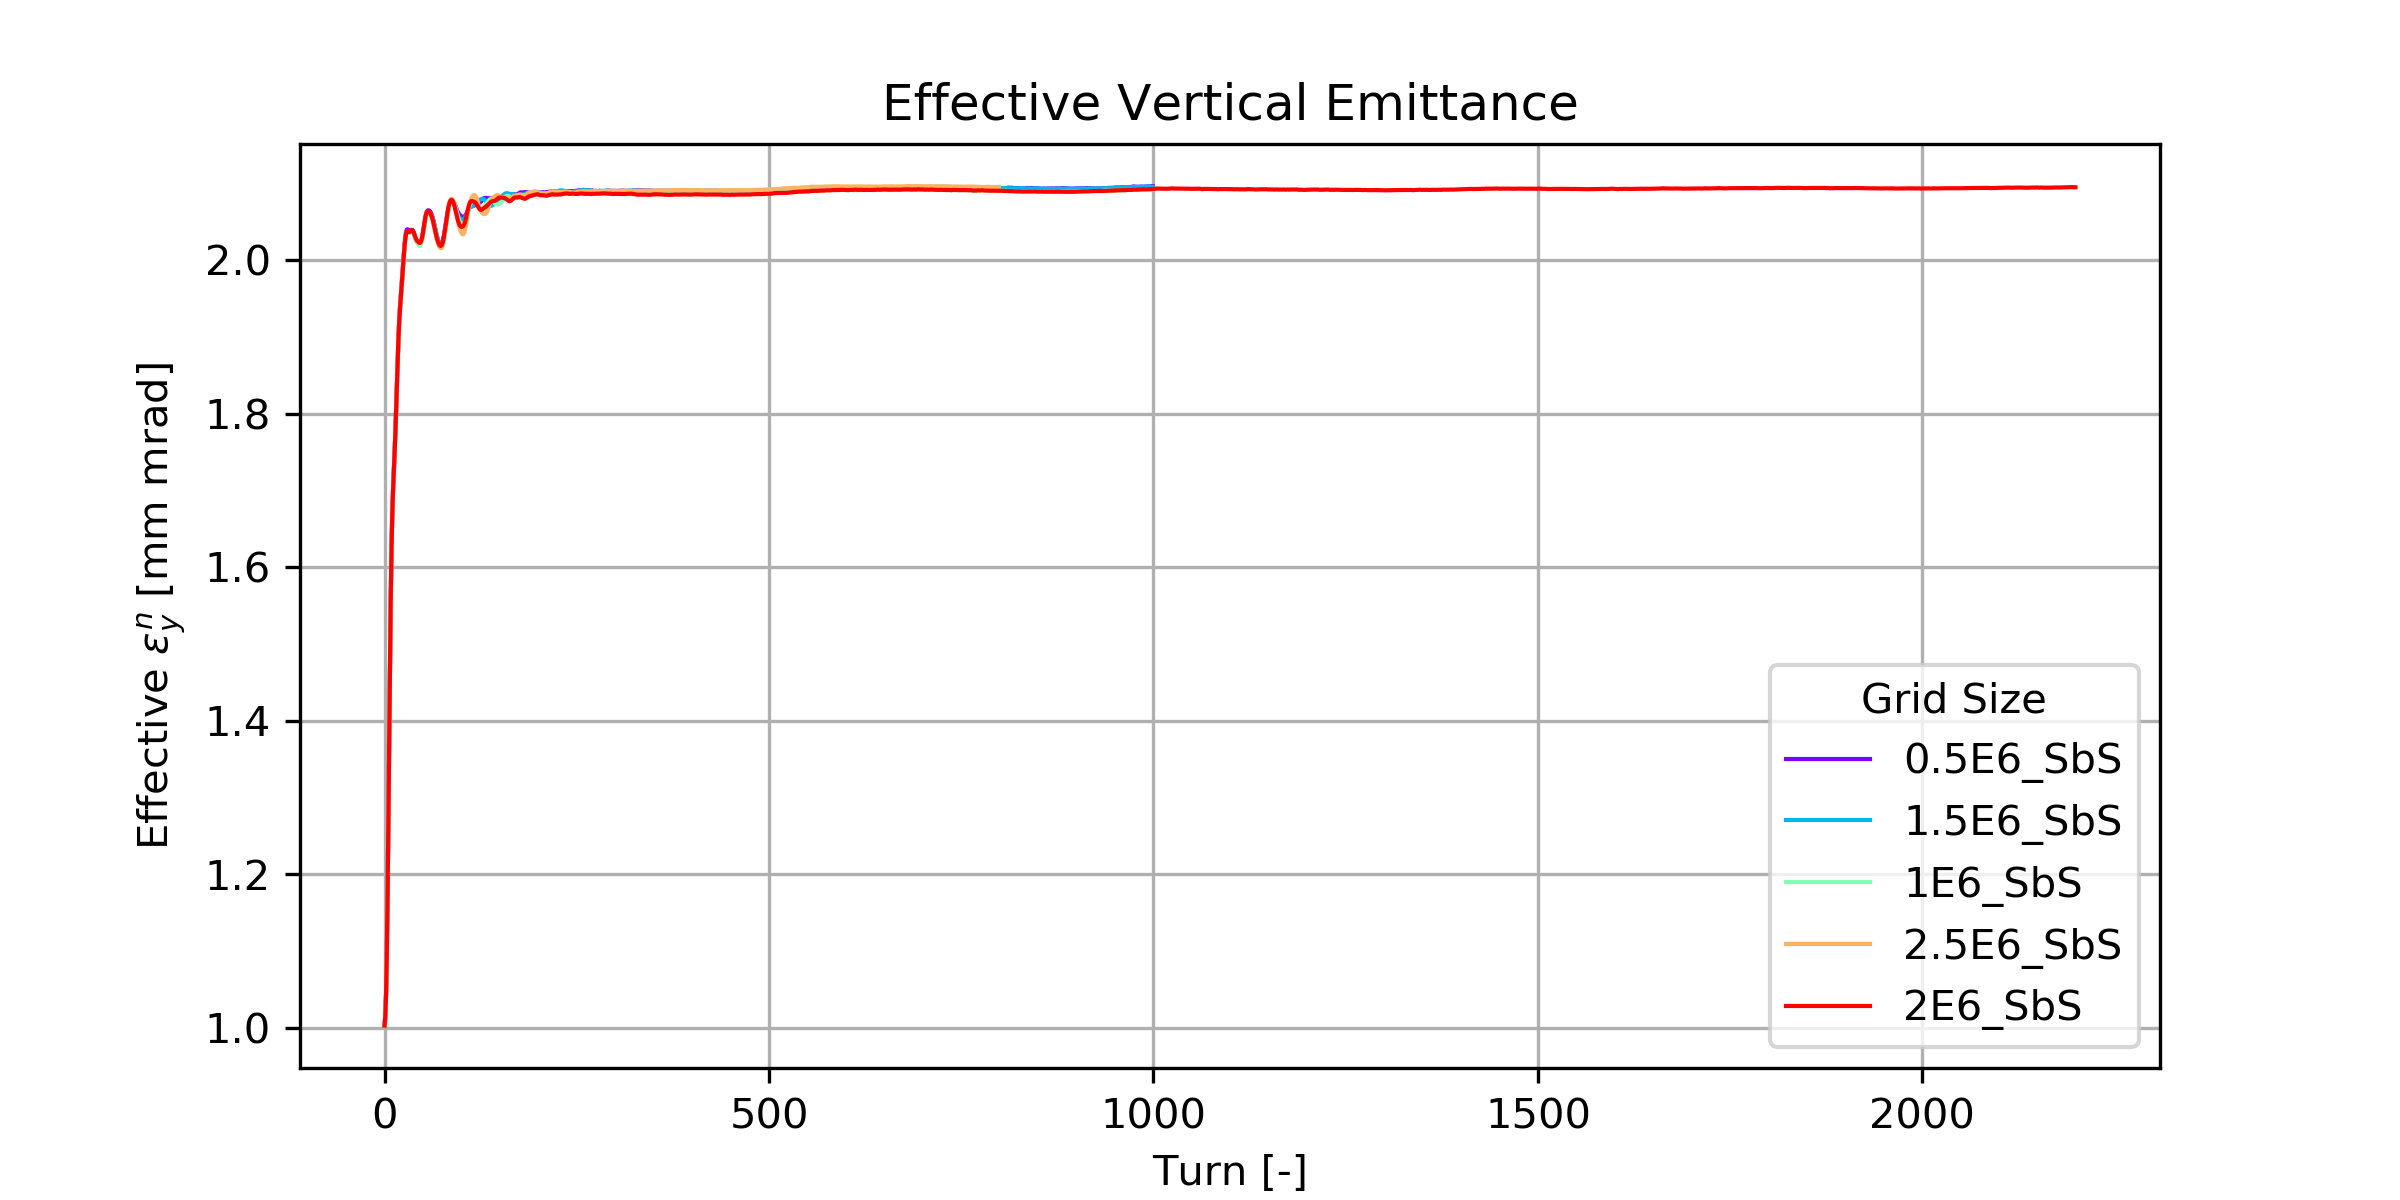 Effective Vertical Emittance
Effective εⁿᵧ [mm mrad]
2.0
1.8
1.6
1.4
1.2
1.0
0 500 1000 1500 2000
Turn [-]
Grid Size
0.5E6_SbS
1.5E6_SbS
1E6_SbS
2.5E6_SbS
2E6_SbS